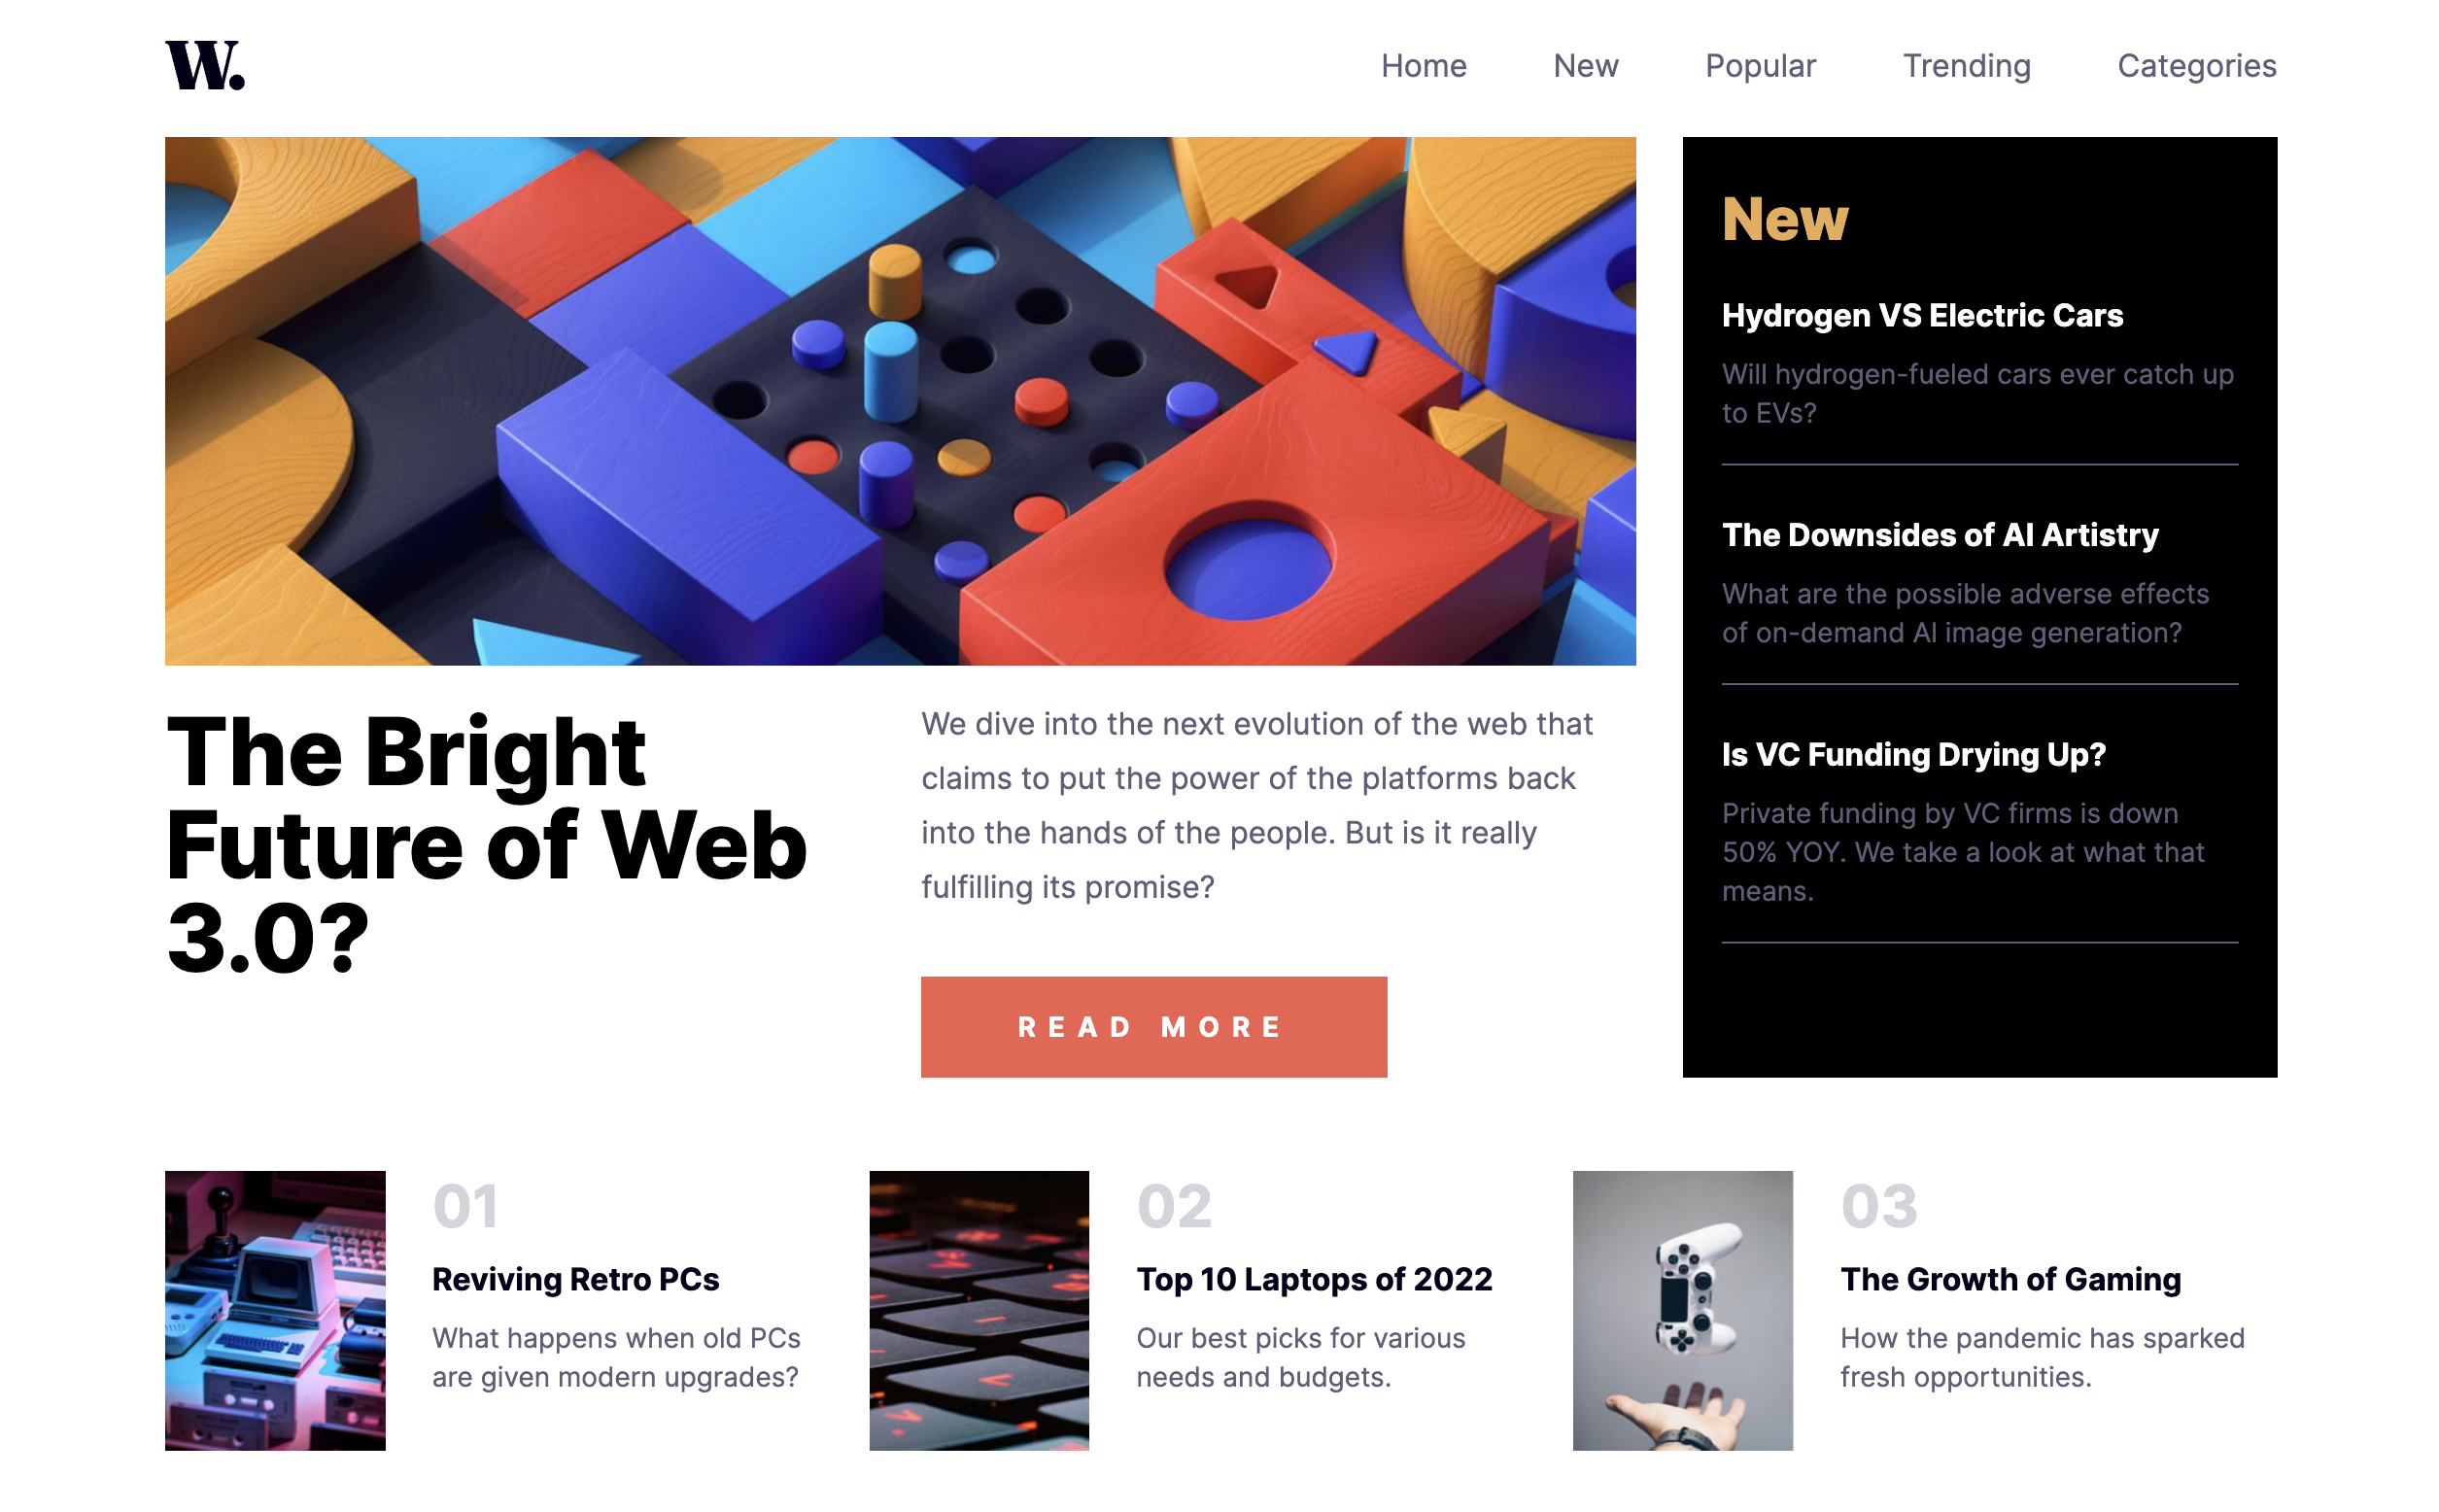 W.
Home New Popular Trending Categories
The Bright
Future of Web
3.0?
We dive into the next evolution of the web that
claims to put the power of the platforms back
into the hands of the people. But is it really
fulfilling its promise?
READ MORE
New
Hydrogen VS Electric Cars
Will hydrogen-fueled cars ever catch up
to EVs?
The Downsides of AI Artistry
What are the possible adverse effects
of on-demand AI image generation?
Is VC Funding Drying Up?
Private funding by VC firms is down
50% YOY. We take a look at what that
means.
01
Reviving Retro PCs
What happens when old PCs
are given modern upgrades?
02
Top 10 Laptops of 2022
Our best picks for various
needs and budgets.
03
The Growth of Gaming
How the pandemic has sparked
fresh opportunities.